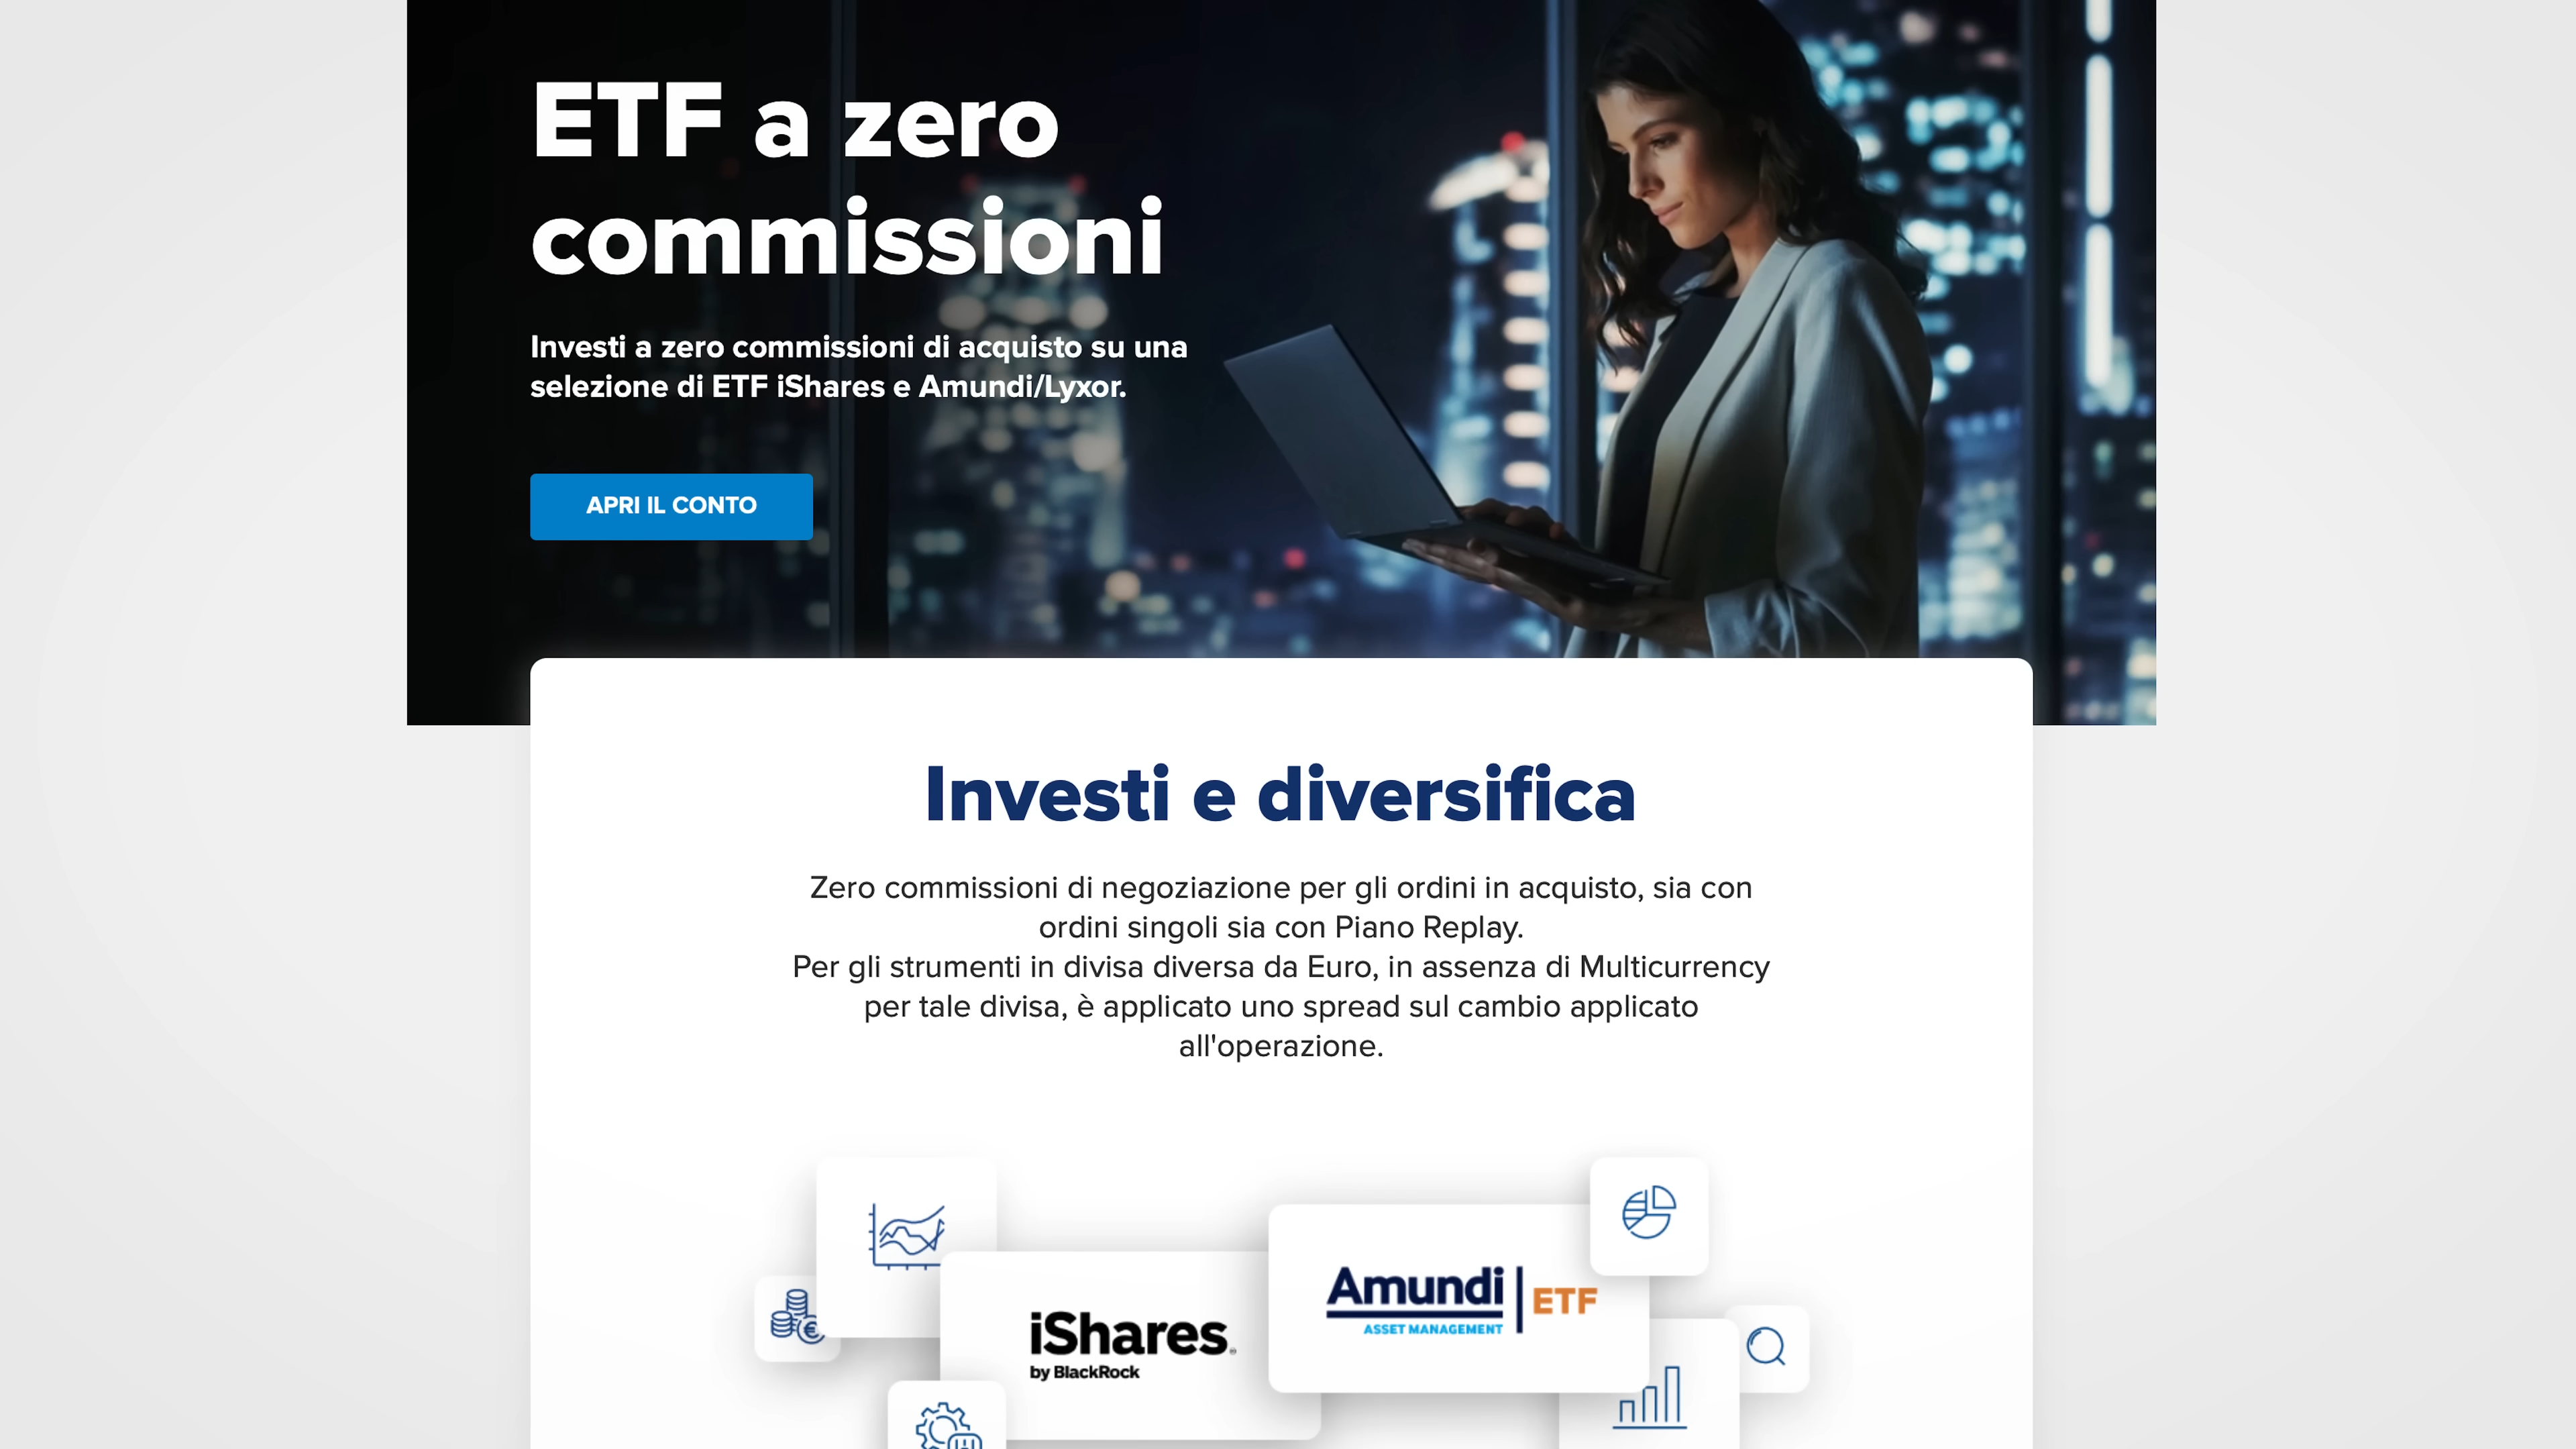 ETF a zero
commissioni
Investi a zero commissioni di acquisto su una
selezione di ETF iShares e Amundi/Lyxor.
APRI IL CONTO
Investi e diversifica
Zero commissioni di negoziazione per gli ordini in acquisto, sia con
ordini singoli sia con Piano Replay.
Per gli strumenti in divisa diversa da Euro, in assenza di Multicurrency
per tale divisa, è applicato uno spread sul cambio applicato
all'operazione.
Amundi | ETF
ASSET MANAGEMENT
iShares®
by BlackRock
€